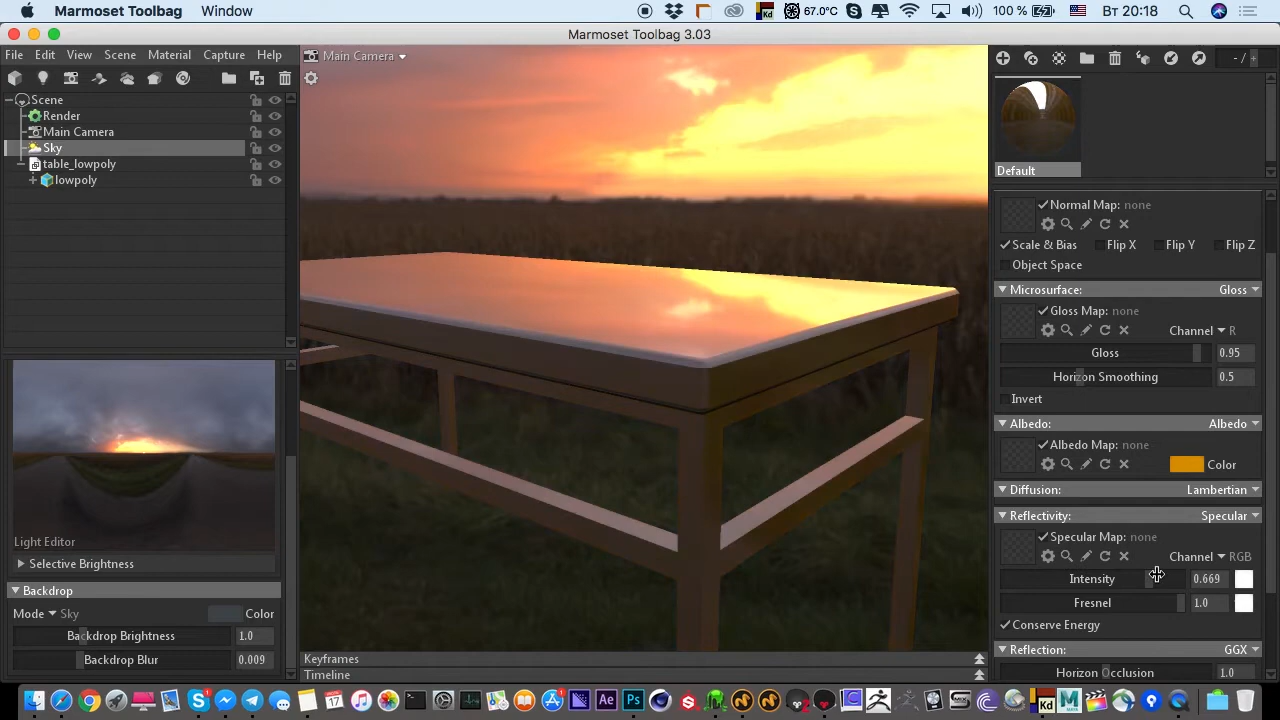 Marmoset Toolbag Window 67.0°C 100 % Вт 20:18
Marmoset Toolbag 3.03
File Edit View Scene Material Capture Help
Main Camera
- /
Scene
Render
Main Camera
Sky
table_lowpoly
lowpoly
Default
Normal Map: none
Scale & Bias Flip X Flip Y Flip Z
Object Space
Microsurface: Gloss
Gloss Map: none
Channel R
Gloss 0.95
Horizon Smoothing 0.5
Invert
Albedo: Albedo
Albedo Map: none
Color
Diffusion: Lambertian
Reflectivity: Specular
Specular Map: none
Channel RGB
Intensity 0.669
Fresnel 1.0
Conserve Energy
Reflection: GGX
Horizon Occlusion 1.0
Light Editor
Selective Brightness
Backdrop
Mode Sky Color
Backdrop Brightness 1.0
Backdrop Blur 0.009
Keyframes
Timeline
17
Ae
Ps
Kd
M